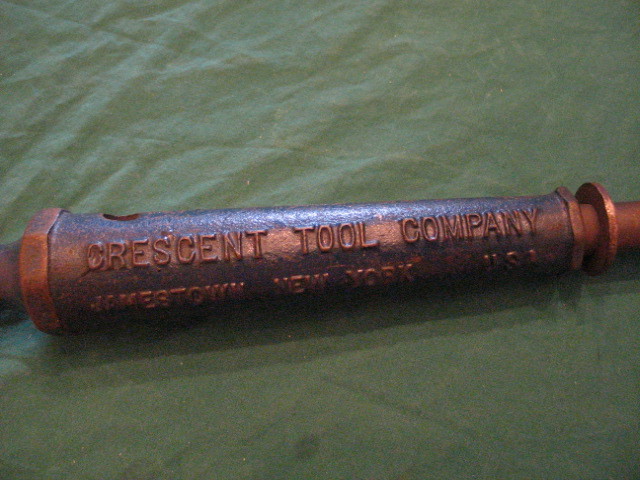 CRESCENT TOOL COMPANY
JAMESTOWN NEW YORK U.S.A.